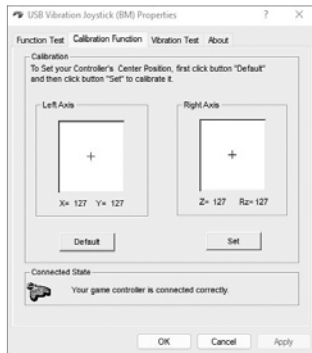 USB Vibration Joystick (BM) Properties
Function Test Calibration Function Vibration Test About
Calibration
To Set your Controller's Center Position, first click button "Default"
and then click button "Set" to calibrate it.
Left Axis Right Axis
X= 127 Y= 127 Z= 127 Rz= 127
Default Set
Connected State
Your game controller is connected correctly.
OK Cancel Apply